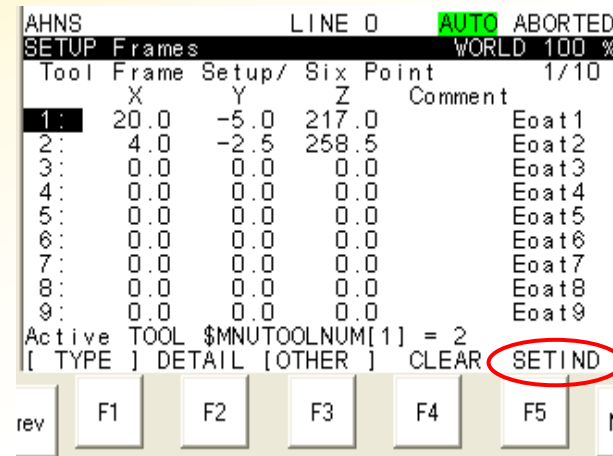 AHNS LINE 0 AUTO ABORTED
SETUP Frames WORLD 100 %
Tool Frame Setup/ Six Point 1/10
X Y Z Comment
1: 20.0 -5.0 217.0 Eoat1
2: 4.0 -2.5 258.5 Eoat2
3: 0.0 0.0 0.0 Eoat3
4: 0.0 0.0 0.0 Eoat4
5: 0.0 0.0 0.0 Eoat5
6: 0.0 0.0 0.0 Eoat6
7: 0.0 0.0 0.0 Eoat7
8: 0.0 0.0 0.0 Eoat8
9: 0.0 0.0 0.0 Eoat9
Active TOOL $MNUTOOLNUM[1] = 2
[ TYPE ] DETAIL [OTHER ] CLEAR SETIND
rev F1 F2 F3 F4 F5